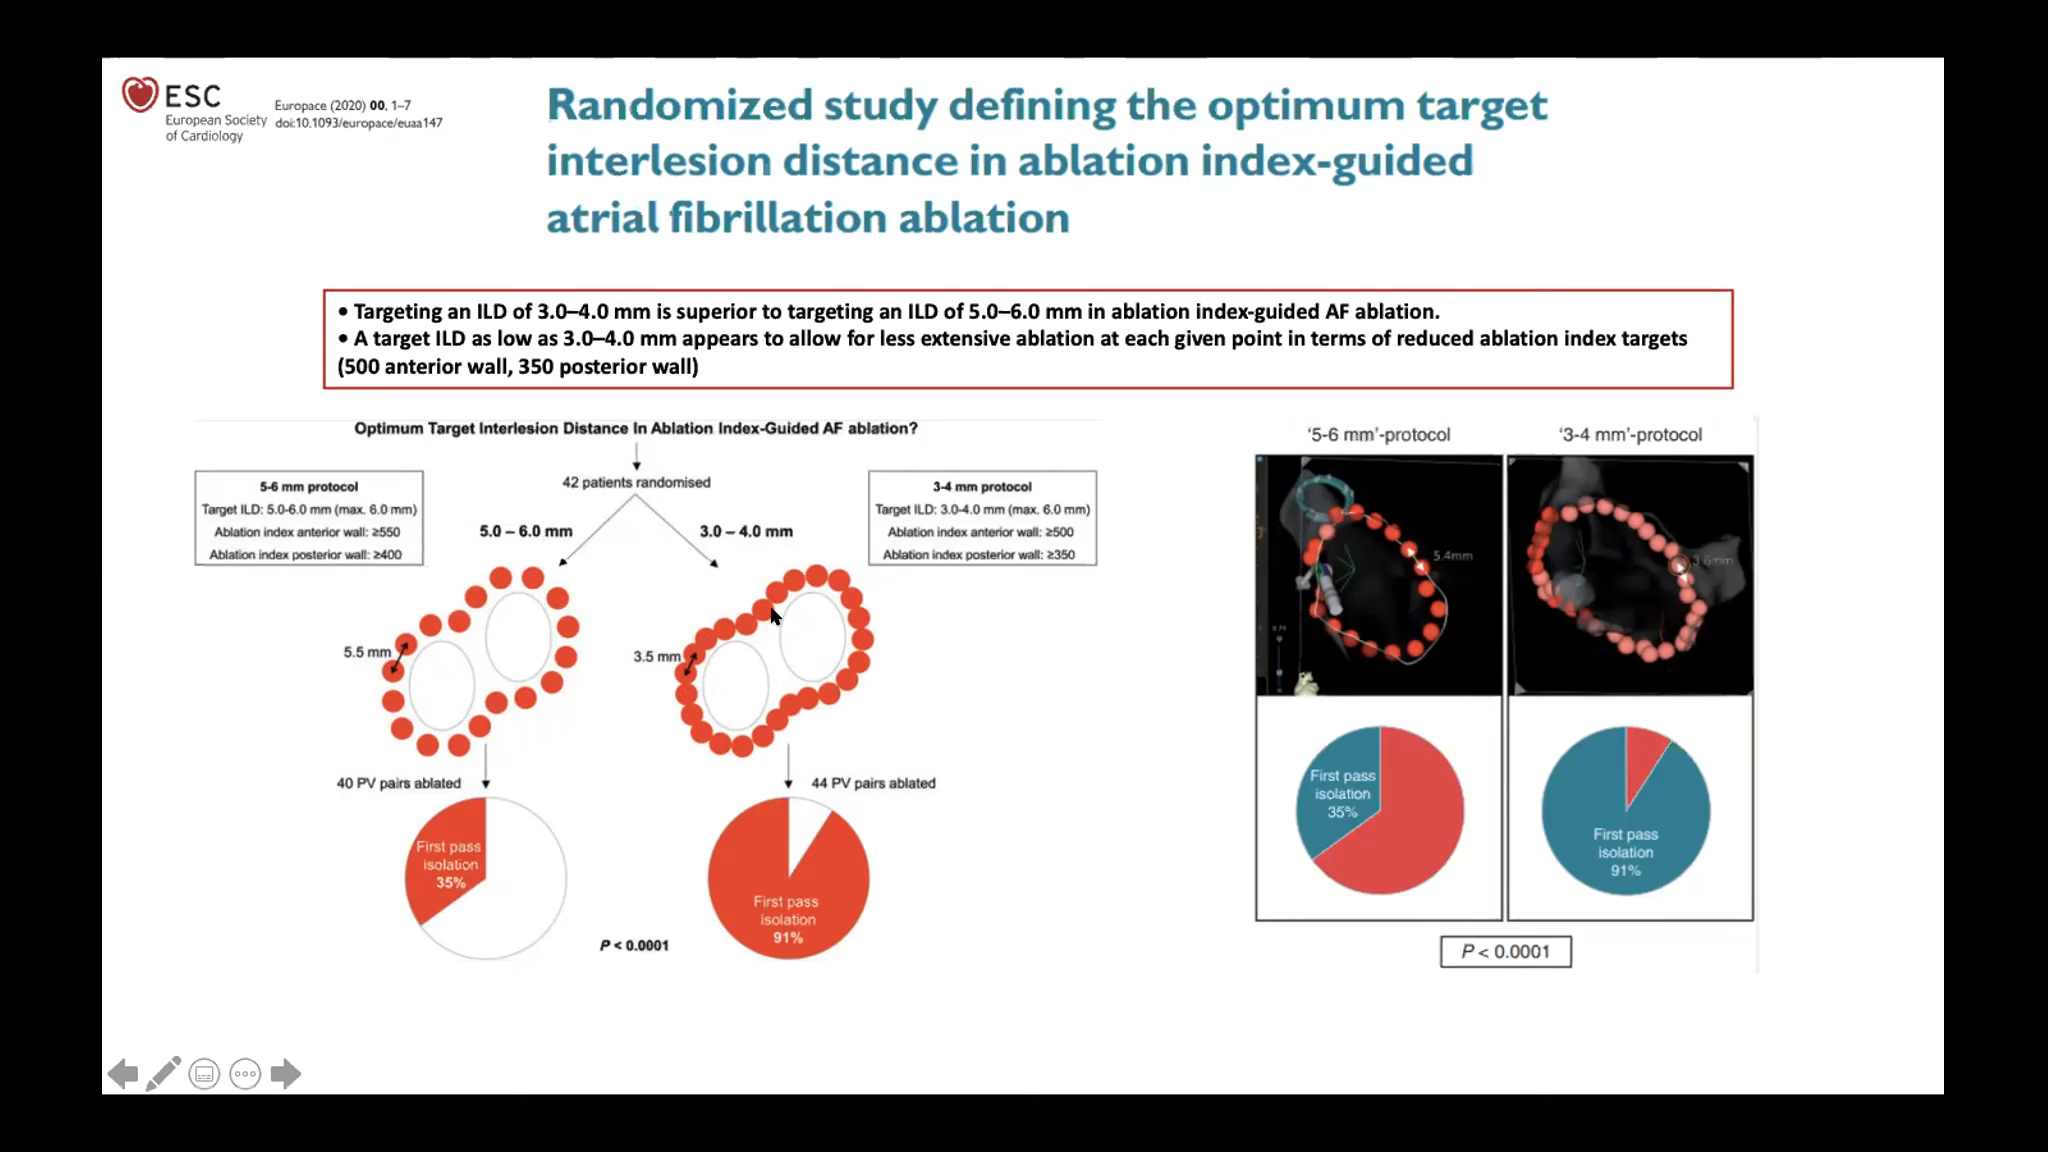 ESC
European Society
of Cardiology
Europace (2020) 00, 1–7
doi:10.1093/europace/euaa147
Randomized study defining the optimum target
interlesion distance in ablation index-guided
atrial fibrillation ablation
• Targeting an ILD of 3.0–4.0 mm is superior to targeting an ILD of 5.0–6.0 mm in ablation index-guided AF ablation.
• A target ILD as low as 3.0–4.0 mm appears to allow for less extensive ablation at each given point in terms of reduced ablation index targets
(500 anterior wall, 350 posterior wall)
Optimum Target Interlesion Distance In Ablation Index-Guided AF ablation?
42 patients randomised
5-6 mm protocol
Target ILD: 5.0-6.0 mm (max. 6.0 mm)
Ablation index anterior wall: ≥550
Ablation index posterior wall: ≥400
5.0 – 6.0 mm
3.0 – 4.0 mm
3-4 mm protocol
Target ILD: 3.0-4.0 mm (max. 6.0 mm)
Ablation index anterior wall: ≥500
Ablation index posterior wall: ≥350
5.5 mm
3.5 mm
40 PV pairs ablated
44 PV pairs ablated
First pass
isolation
35%
First pass
isolation
91%
P < 0.0001
'5-6 mm'-protocol
'3-4 mm'-protocol
5.4mm
3.6mm
First pass
isolation
35%
First pass
isolation
91%
P < 0.0001